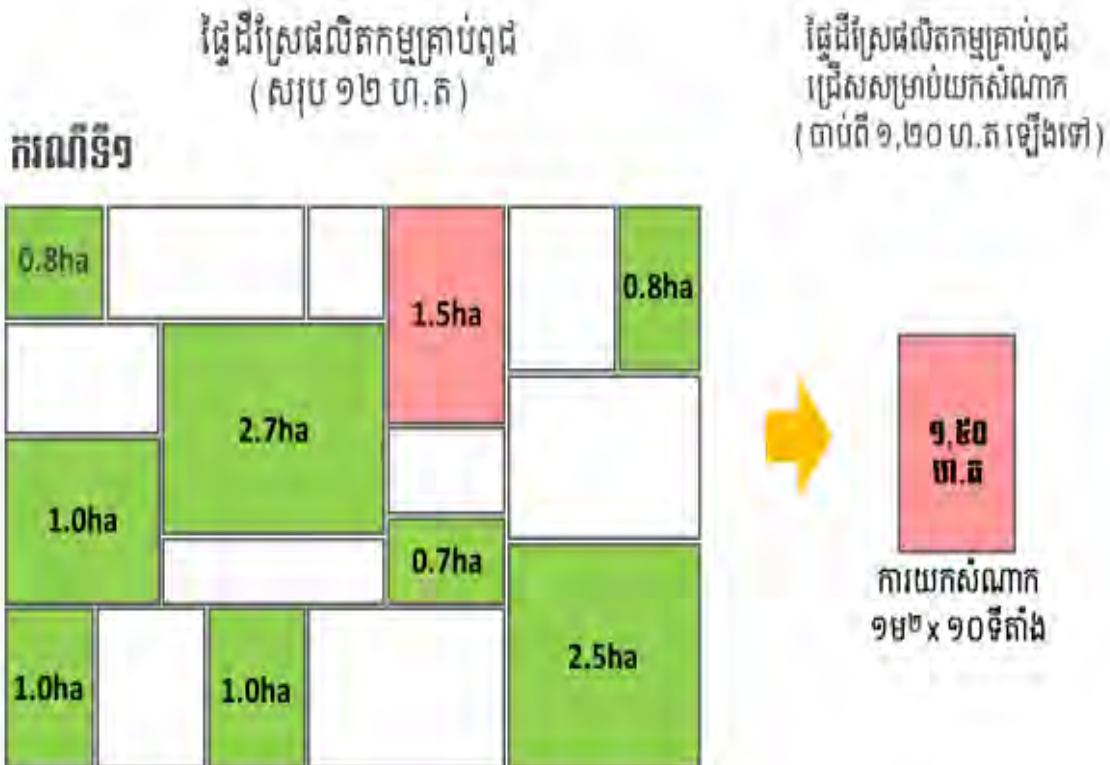 ផ្ទៃដីស្រែផលិតកម្មគ្រាប់ពូជ
( សរុប ១២ ហ.ត )
ផ្ទៃដីស្រែផលិតកម្មគ្រាប់ពូជ
ជ្រើសសម្រាប់យកសំណាក
( ចាប់ពី ១,២០ ហ.ត ឡើងទៅ )
ករណីទី១
0.8ha
1.5ha
0.8ha
2.7ha
1.0ha
0.7ha
2.5ha
1.0ha
1.0ha
១,៥០
ហ.ត
ការយកសំណាក
១ម២ x ១០ទីតាំង